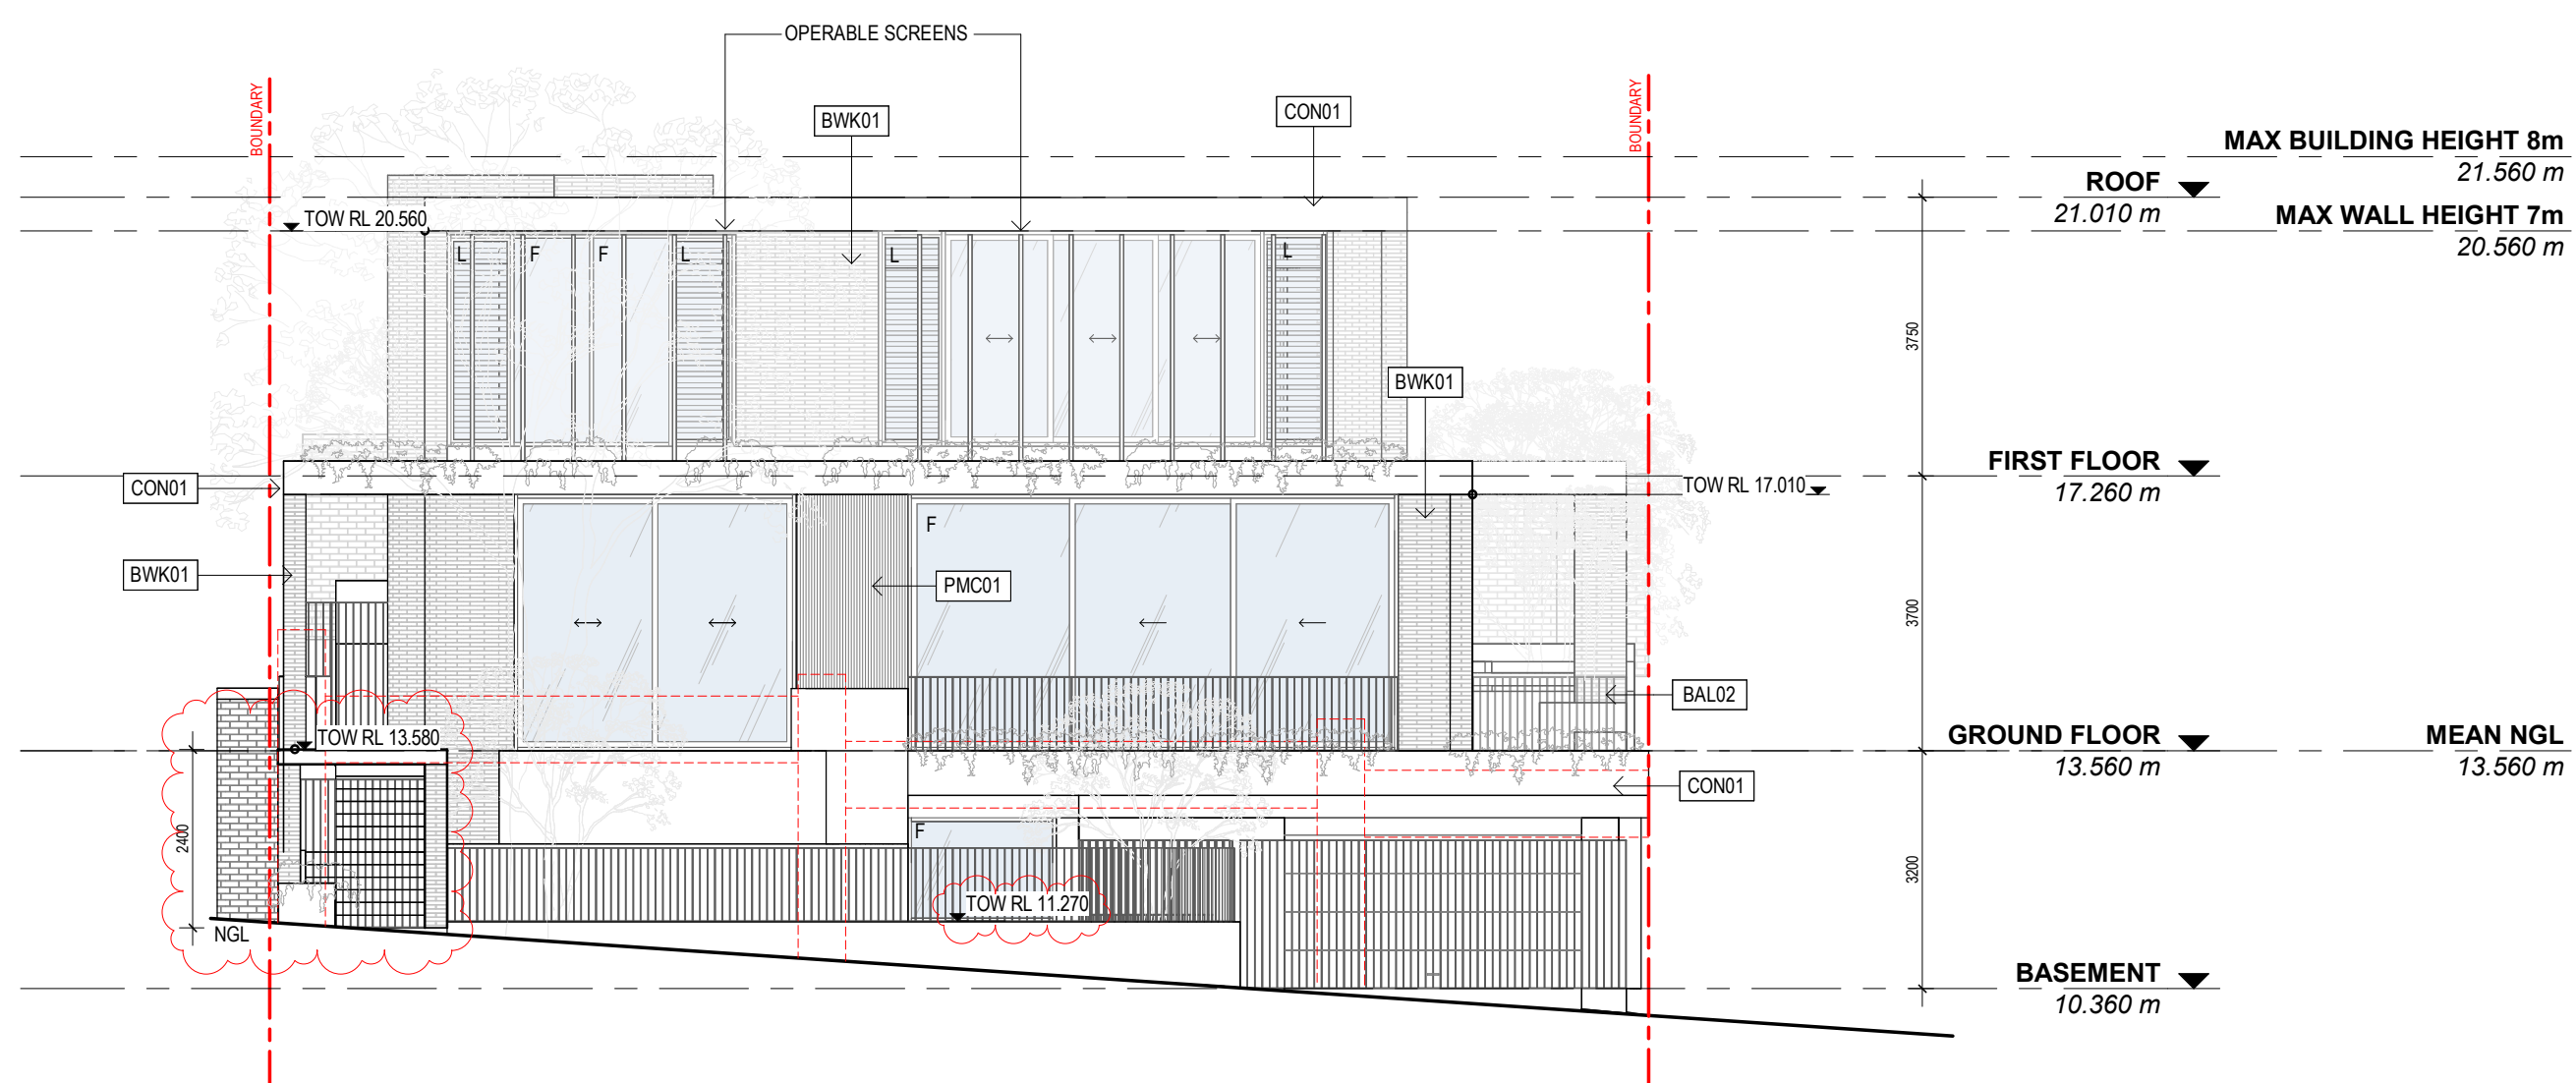 OPERABLE SCREENS
BOUNDARY
BWK01
CON01
BOUNDARY
MAX BUILDING HEIGHT 8m
21.560 m
ROOF
21.010 m
MAX WALL HEIGHT 7m
20.560 m
TOW RL 20.560
L
F
F
L
L
L
3750
BWK01
FIRST FLOOR
17.260 m
CON01
TOW RL 17.010
F
BWK01
PMC01
3700
BAL02
TOW RL 13.580
GROUND FLOOR
13.560 m
MEAN NGL
13.560 m
CON01
2400
F
3200
TOW RL 11.270
NGL
BASEMENT
10.360 m